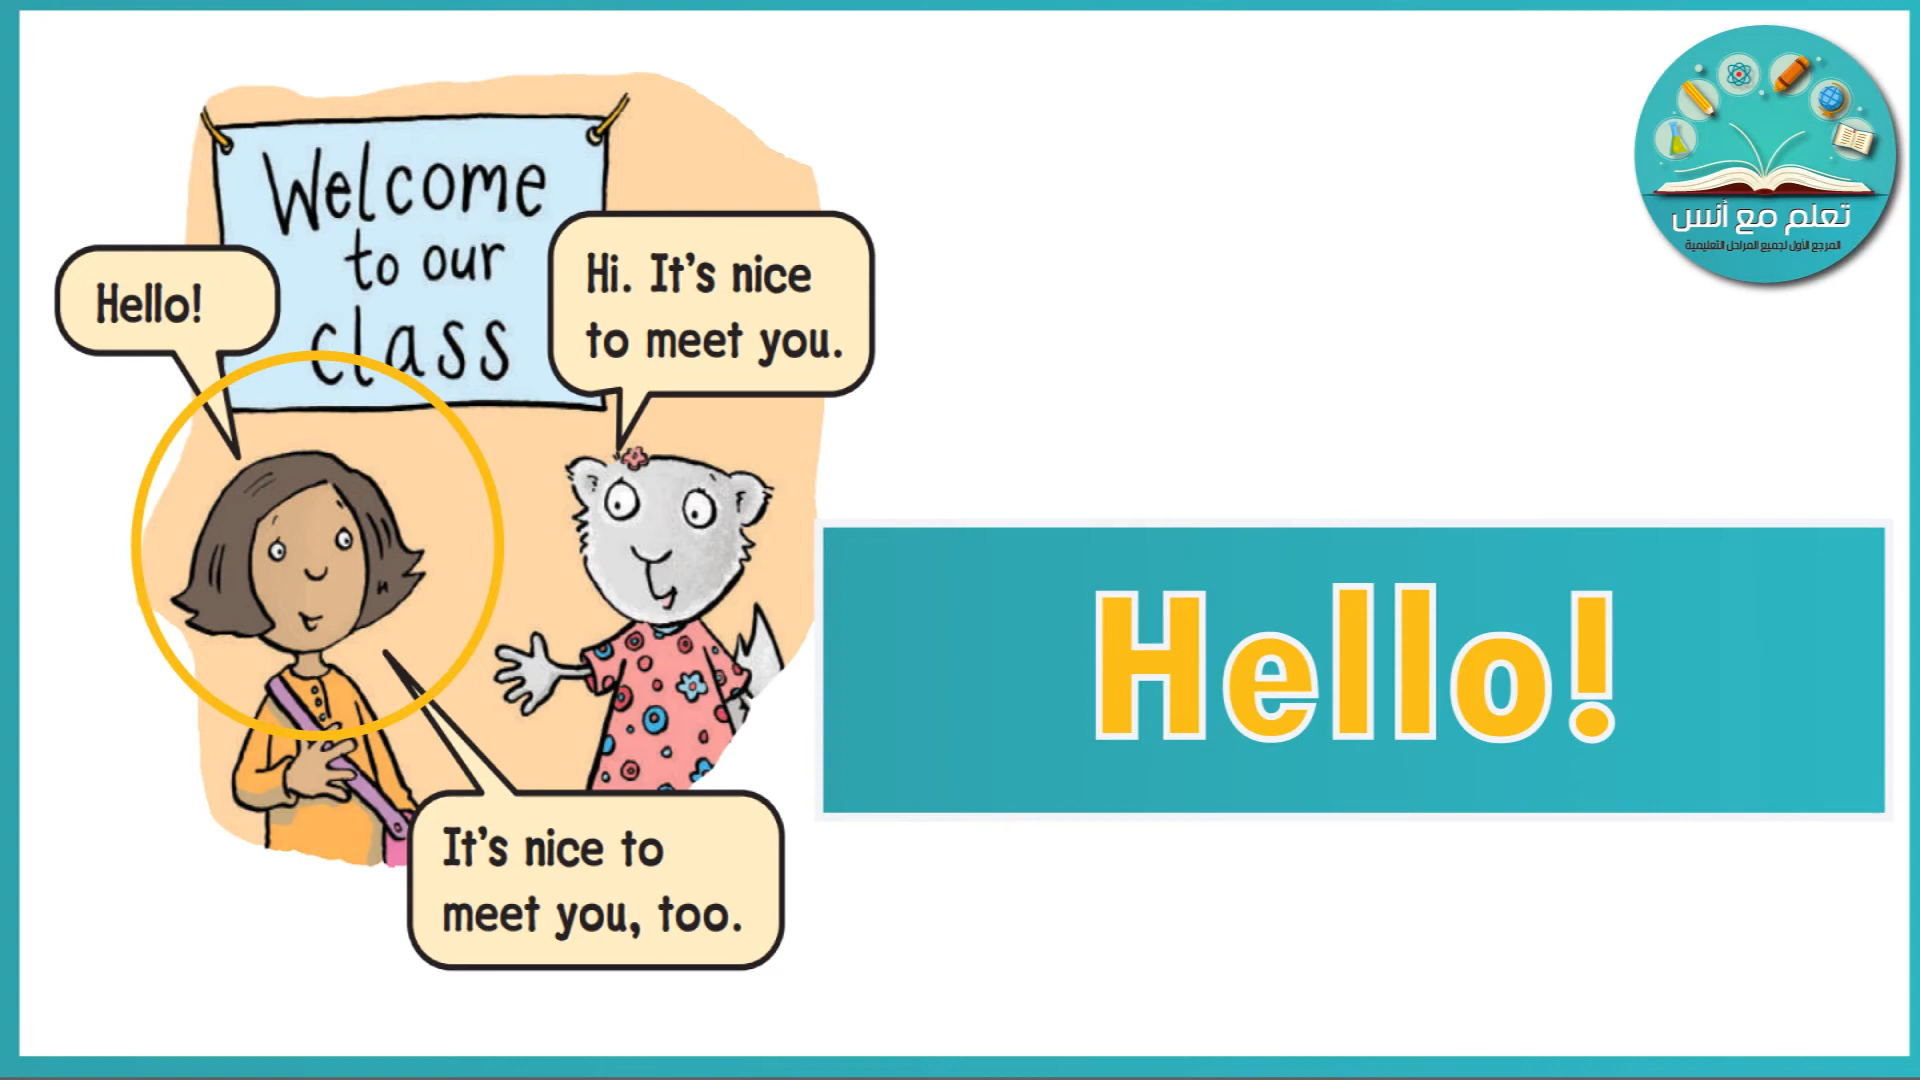 Welcome
to our
class
Hello!
Hi. It's nice
to meet you.
It's nice to
meet you, too.
Hello!
تعلم مع أنس
المرجع الأول لجميع المراحل التعليمية